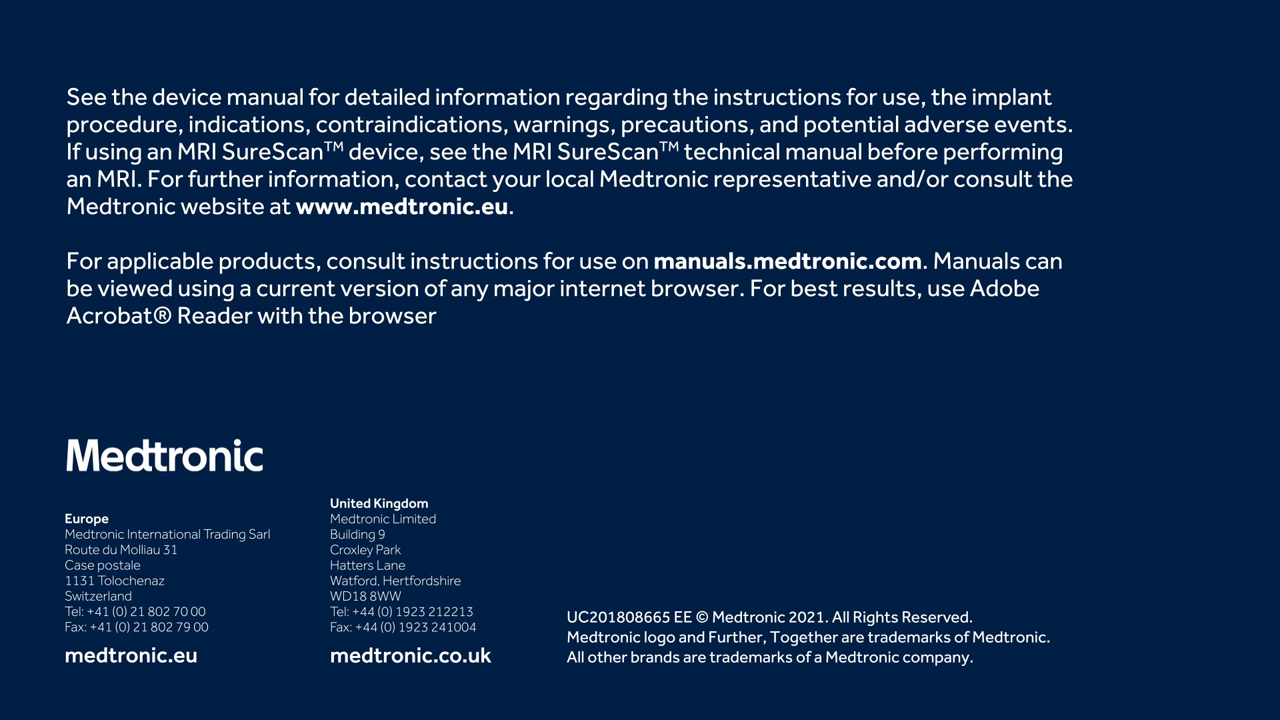 See the device manual for detailed information regarding the instructions for use, the implant
procedure, indications, contraindications, warnings, precautions, and potential adverse events.
If using an MRI SureScan™ device, see the MRI SureScan™ technical manual before performing
an MRI. For further information, contact your local Medtronic representative and/or consult the
Medtronic website at www.medtronic.eu.
For applicable products, consult instructions for use on manuals.medtronic.com. Manuals can
be viewed using a current version of any major internet browser. For best results, use Adobe
Acrobat® Reader with the browser
Medtronic
Europe
Medtronic International Trading Sarl
Route du Molliau 31
Case postale
1131 Tolochenaz
Switzerland
Tel: +41 (0) 21 802 70 00
Fax: +41 (0) 21 802 79 00
medtronic.eu
United Kingdom
Medtronic Limited
Building 9
Croxley Park
Hatters Lane
Watford, Hertfordshire
WD18 8WW
Tel: +44 (0) 1923 212213
Fax: +44 (0) 1923 241004
medtronic.co.uk
UC201808665 EE © Medtronic 2021. All Rights Reserved.
Medtronic logo and Further, Together are trademarks of Medtronic.
All other brands are trademarks of a Medtronic company.